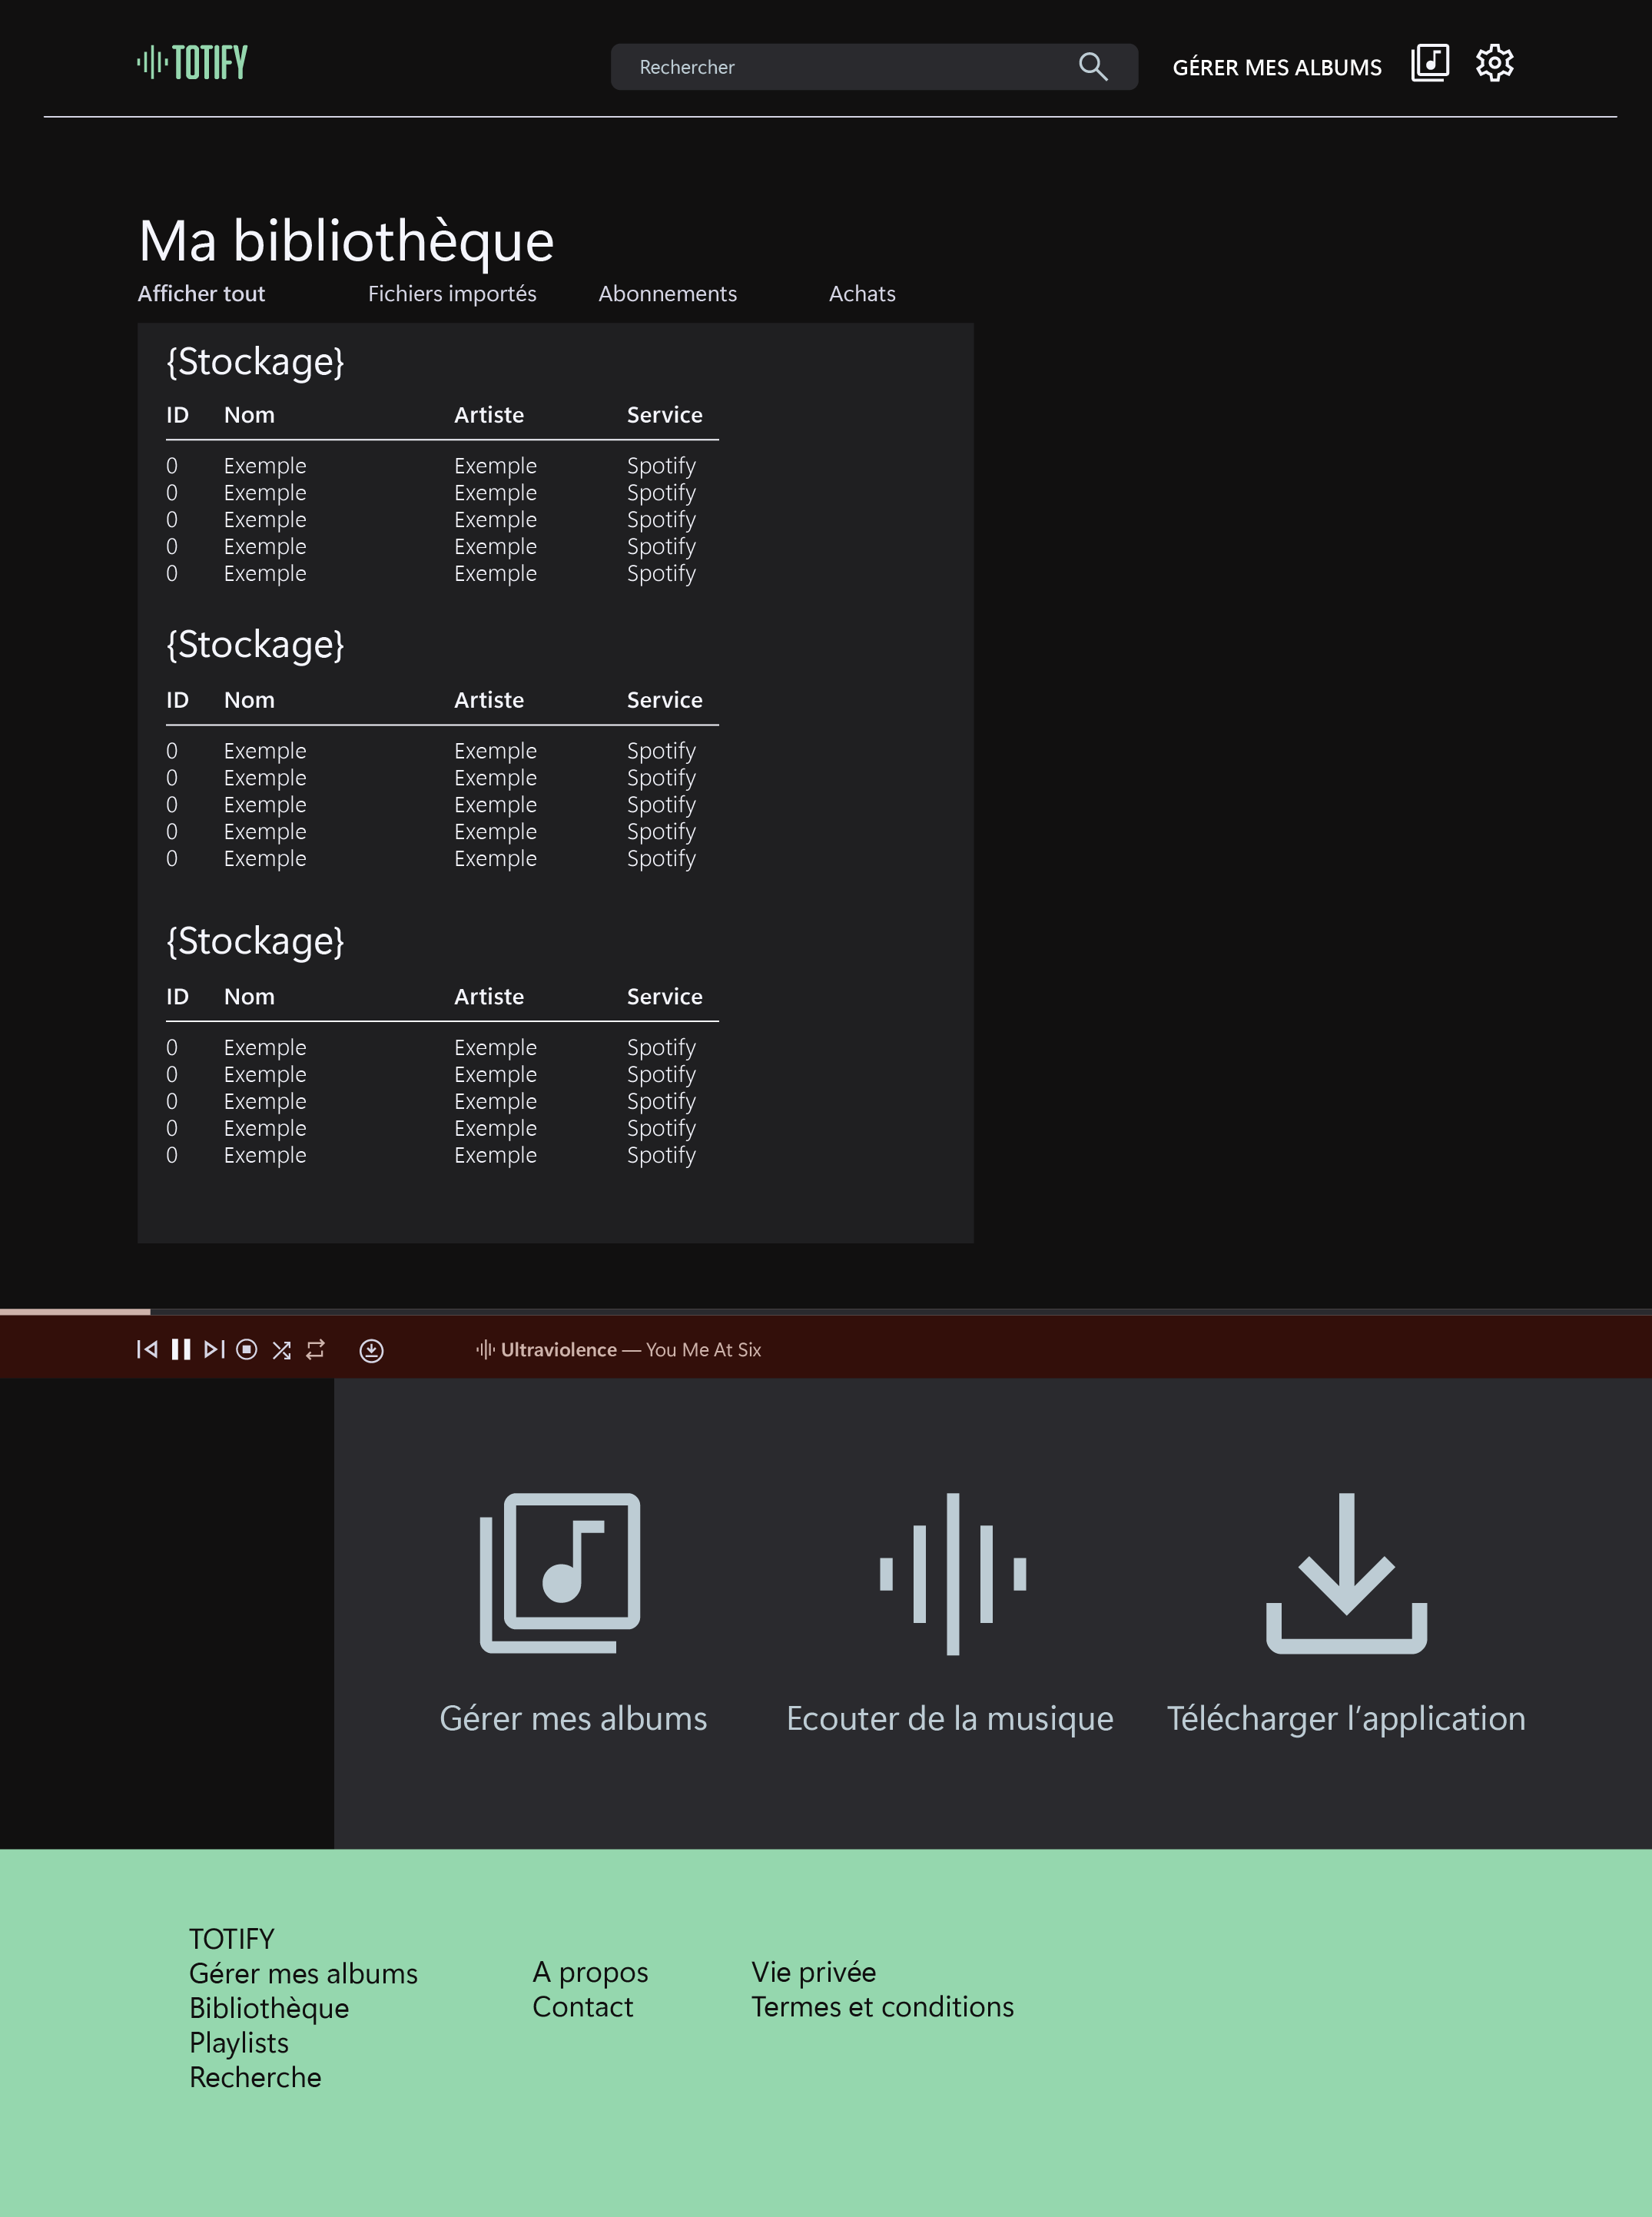 TOTIFY
Rechercher
GÉRER MES ALBUMS
Ma bibliothèque
Afficher tout Fichiers importés Abonnements Achats
{Stockage}
ID Nom Artiste Service
0 Exemple Exemple Spotify
0 Exemple Exemple Spotify
0 Exemple Exemple Spotify
0 Exemple Exemple Spotify
0 Exemple Exemple Spotify
{Stockage}
ID Nom Artiste Service
0 Exemple Exemple Spotify
0 Exemple Exemple Spotify
0 Exemple Exemple Spotify
0 Exemple Exemple Spotify
0 Exemple Exemple Spotify
{Stockage}
ID Nom Artiste Service
0 Exemple Exemple Spotify
0 Exemple Exemple Spotify
0 Exemple Exemple Spotify
0 Exemple Exemple Spotify
0 Exemple Exemple Spotify
Ultraviolence — You Me At Six
Gérer mes albums
Ecouter de la musique
Télécharger l’application
TOTIFY
Gérer mes albums
Bibliothèque
Playlists
Recherche
A propos
Contact
Vie privée
Termes et conditions